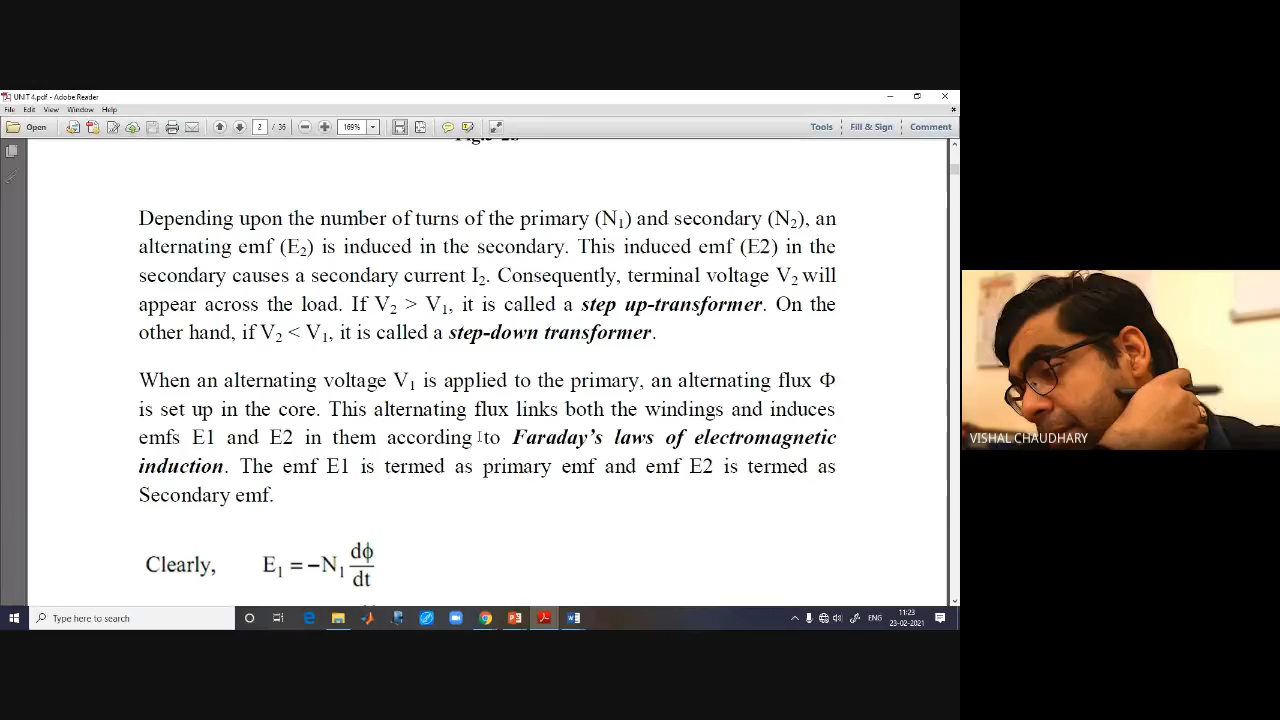 UNIT 4.pdf - Adobe Reader
File Edit View Window Help
Open 2 / 36 169% Tools Fill & Sign Comment
Depending upon the number of turns of the primary (N1) and secondary (N2), an
alternating emf (E2) is induced in the secondary. This induced emf (E2) in the
secondary causes a secondary current I2. Consequently, terminal voltage V2 will
appear across the load. If V2 > V1, it is called a step up-transformer. On the
other hand, if V2 < V1, it is called a step-down transformer.
When an alternating voltage V1 is applied to the primary, an alternating flux Φ
is set up in the core. This alternating flux links both the windings and induces
emfs E1 and E2 in them according to Faraday's laws of electromagnetic
induction. The emf E1 is termed as primary emf and emf E2 is termed as
Secondary emf.
Clearly, E1 = −N1 dϕ/dt
VISHAL CHAUDHARY
Type here to search
ENG
11:23
23-02-2021